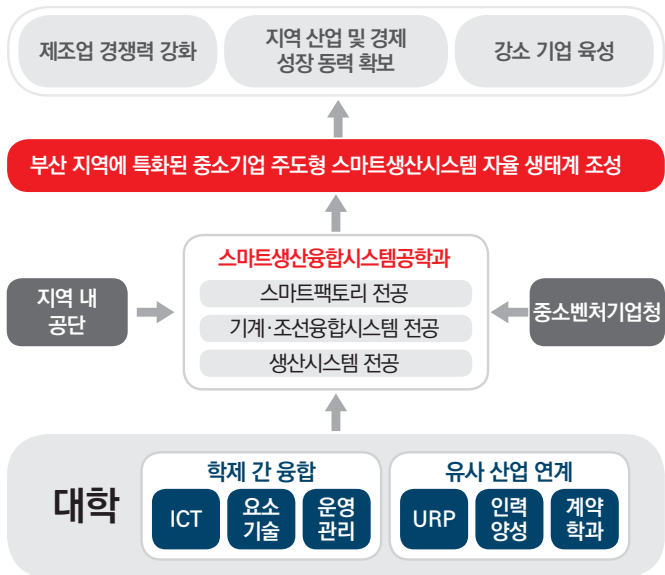 제조업 경쟁력 강화
지역 산업 및 경제
성장 동력 확보
강소 기업 육성
부산 지역에 특화된 중소기업 주도형 스마트생산시스템 자율 생태계 조성
스마트생산융합시스템공학과
스마트팩토리 전공
기계·조선융합시스템 전공
생산시스템 전공
지역 내
공단
중소벤처기업청
대학
학제 간 융합
ICT
요소
기술
운영
관리
유사 산업 연계
URP
인력
양성
계약
학과